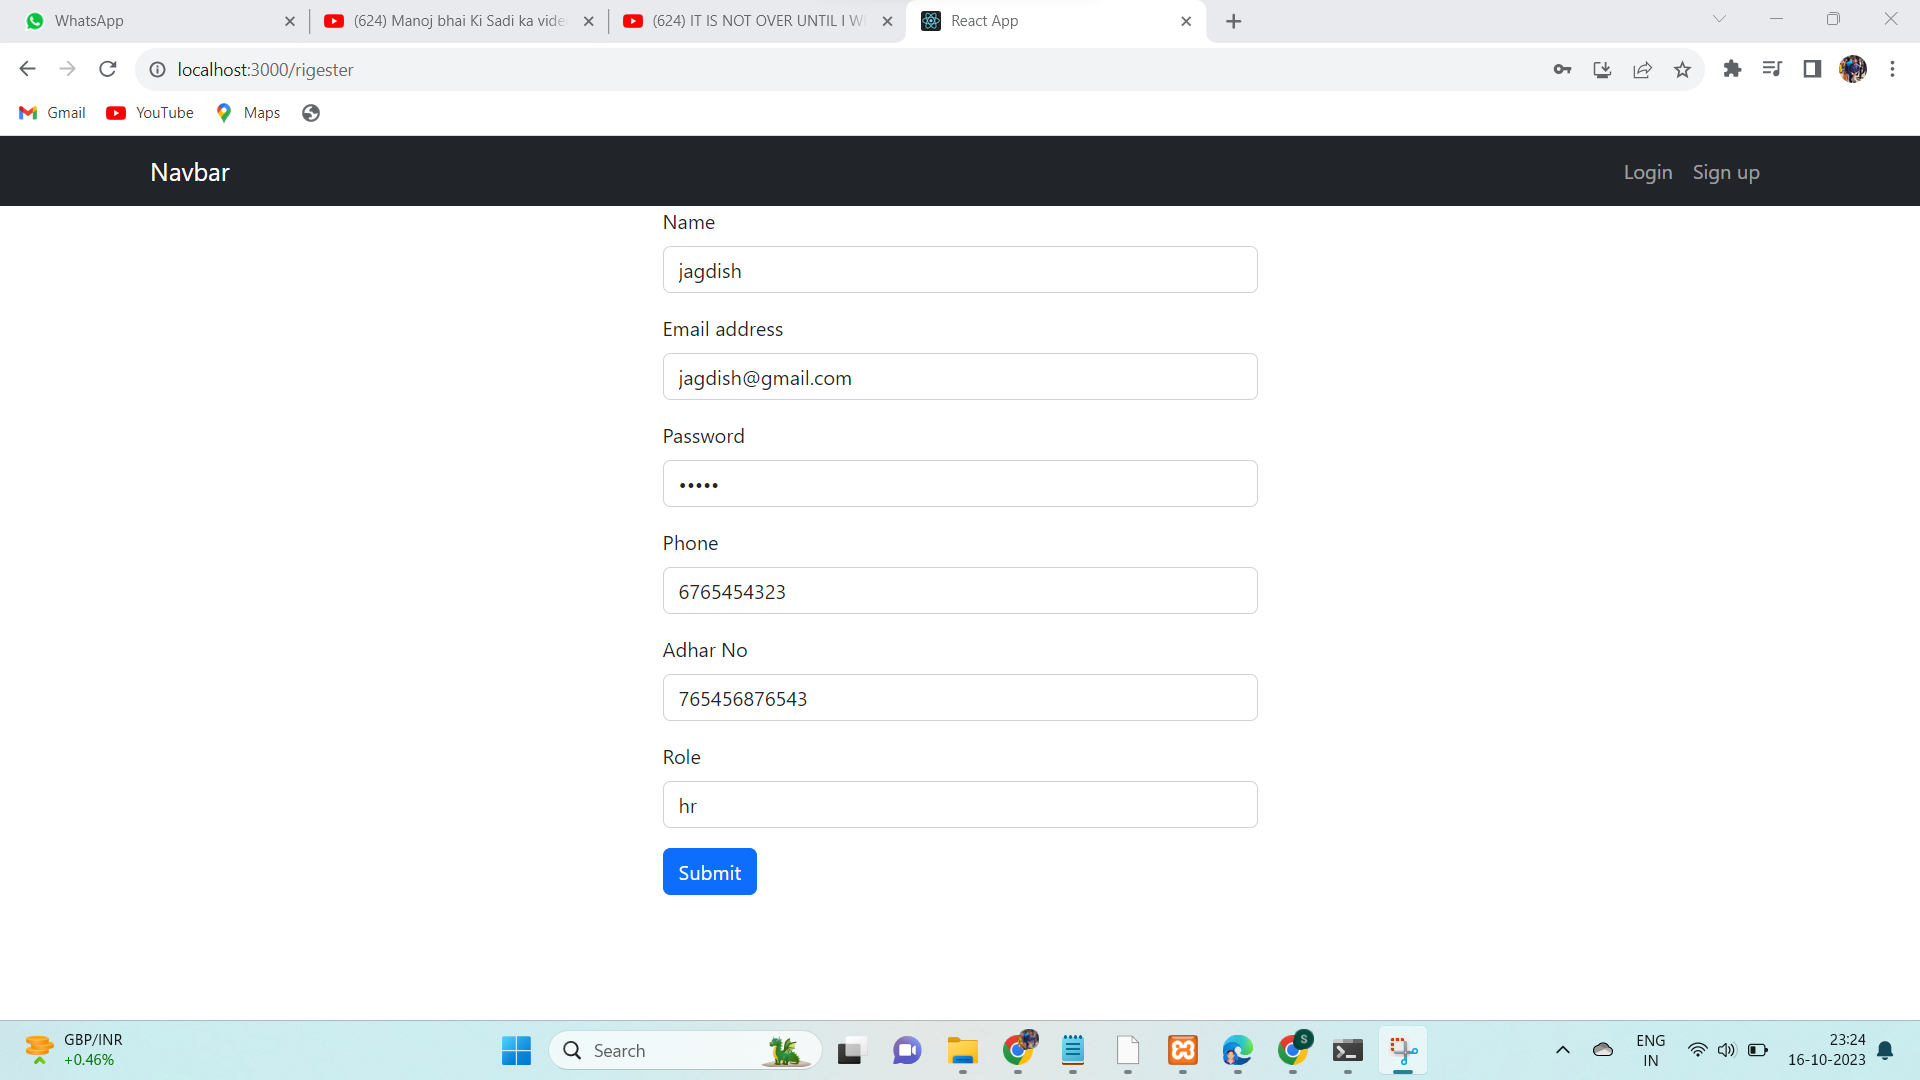 WhatsApp
(624) Manoj bhai Ki Sadi ka vide
(624) IT IS NOT OVER UNTIL I W
React App
localhost:3000/rigester
Gmail
YouTube
Maps
Navbar
Login
Sign up
Name
jagdish
Email address
jagdish@gmail.com
Password
•••••
Phone
6765454323
Adhar No
765456876543
Role
hr
Submit
GBP/INR
+0.46%
Search
S
ENG
IN
23:24
16-10-2023